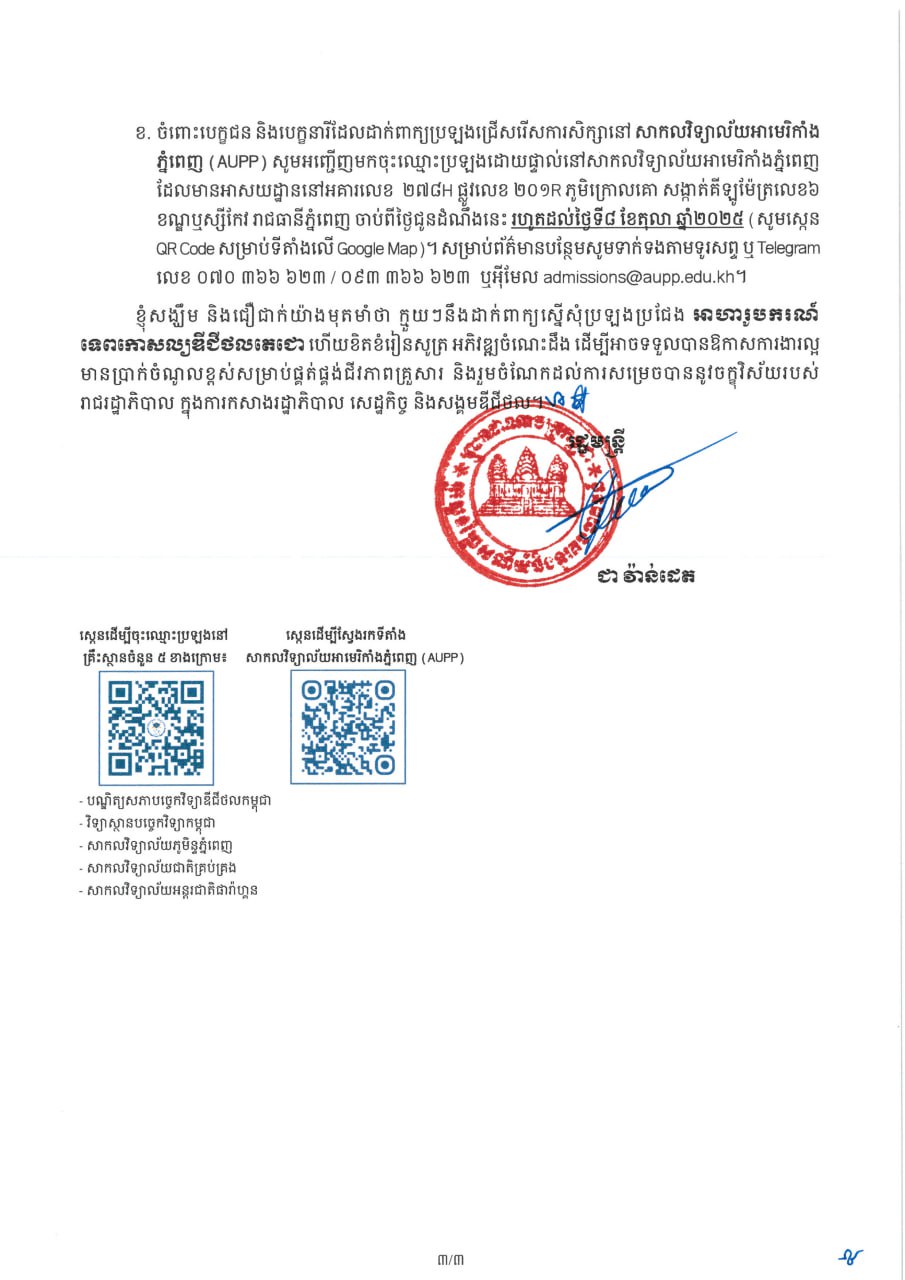 ខ. ចំពោះបេក្ខជន និងបេក្ខនារីដែលដាក់ពាក្យប្រឡងជ្រើសរើសការសិក្សានៅ សាកលវិទ្យាល័យអាមេរិកាំង
ភ្នំពេញ (AUPP) សូមអញ្ជើញមកចុះឈ្មោះប្រឡងដោយផ្ទាល់នៅសាកលវិទ្យាល័យអាមេរិកាំងភ្នំពេញ
ដែលមានអាសយដ្ឋាននៅអគារលេខ ២៧៨H ផ្លូវលេខ ២០១R ភូមិក្រោលគោ សង្កាត់គីឡូម៉ែត្រលេខ៦
ខណ្ឌឬស្សីកែវ រាជធានីភ្នំពេញ ចាប់ពីថ្ងៃជូនដំណឹងនេះ រហូតដល់ថ្ងៃទី៨ ខែតុលា ឆ្នាំ២០២៥ (សូមស្កេន
QR Code សម្រាប់ទីតាំងលើ Google Map)។ សម្រាប់ព័ត៌មានបន្ថែមសូមទាក់ទងតាមទូរសព្ទ ឬ Telegram
លេខ ០៧០ ៣៦៦ ៦២៣ / ០៩៣ ៣៦៦ ៦២៣ ឬអ៊ីមែល admissions@aupp.edu.kh។
ខ្ញុំសង្ឃឹម និងជឿជាក់យ៉ាងមុតមាំថា ក្មួយៗនឹងដាក់ពាក្យស្នើសុំប្រឡងប្រជែង អាហារូបករណ៍
ទេពកោសល្យឌីជីថលតេជោ ហើយខិតខំរៀនសូត្រ អភិវឌ្ឍចំណេះដឹង ដើម្បីអាចទទួលបានឱកាសការងារល្អ
មានប្រាក់ចំណូលខ្ពស់សម្រាប់ផ្គត់ផ្គង់ជីវភាពគ្រួសារ និងរួមចំណែកដល់ការសម្រេចបាននូវចក្ខុវិស័យរបស់
រាជរដ្ឋាភិបាល ក្នុងការកសាងរដ្ឋាភិបាល សេដ្ឋកិច្ច និងសង្គមឌីជីថល។
រដ្ឋមន្ត្រី
ជា វ៉ាន់ដេត
ស្កេនដើម្បីចុះឈ្មោះប្រឡងនៅ
គ្រឹះស្ថានចំនួន ៥ ខាងក្រោម៖
ស្កេនដើម្បីស្វែងរកទីតាំង
សាកលវិទ្យាល័យអាមេរិកាំងភ្នំពេញ (AUPP)
- បណ្ឌិត្យសភាបច្ចេកវិទ្យាឌីជីថលកម្ពុជា
- វិទ្យាស្ថានបច្ចេកវិទ្យាកម្ពុជា
- សាកលវិទ្យាល័យភូមិន្ទភ្នំពេញ
- សាកលវិទ្យាល័យជាតិគ្រប់គ្រង
- សាកលវិទ្យាល័យអន្តរជាតិផារ៉ាហ្គន
៣/៣